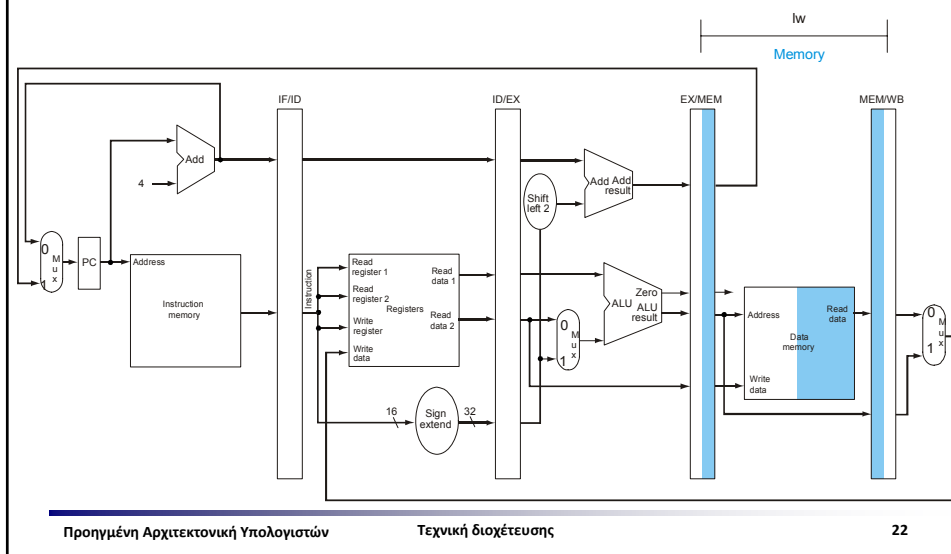 lw
Memory
IF/ID
ID/EX
EX/MEM
MEM/WB
Add
4
Shift
left 2
Add Add
result
0
M
u
x
1
PC
Address
Instruction
memory
Instruction
Read
register 1
Read
register 2
Write
register
Write
data
Registers
Read
data 1
Read
data 2
0
M
u
x
1
Zero
ALU ALU
result
Address
Read
data
Data
memory
Write
data
0
M
u
x
1
16
Sign
extend
32
Προηγμένη Αρχιτεκτονική Υπολογιστών Τεχνική διοχέτευσης 22